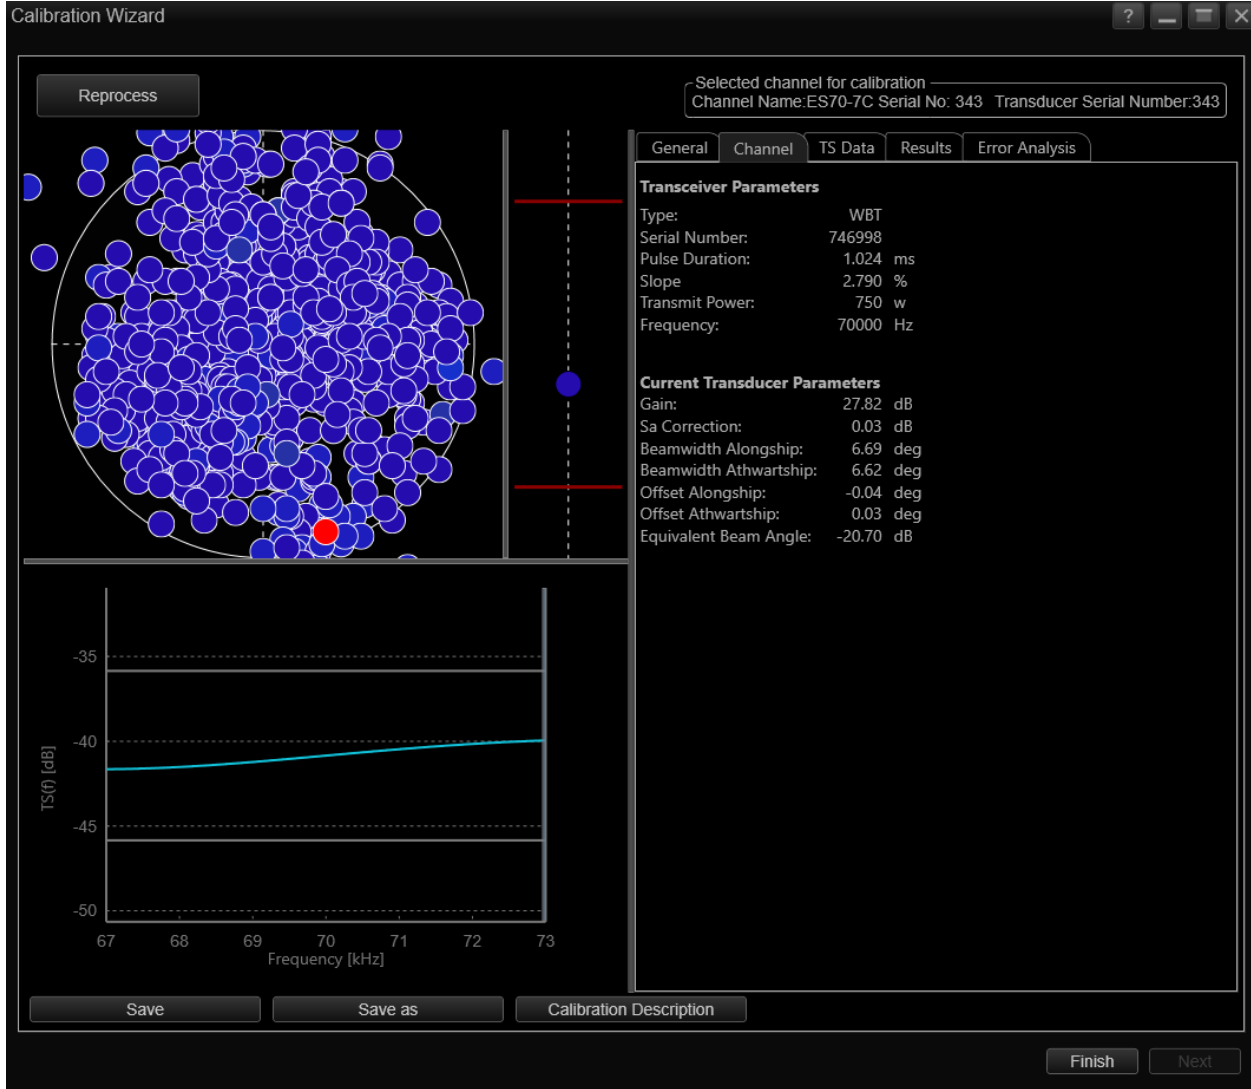 Calibration Wizard
?
Reprocess
Selected channel for calibration
Channel Name:ES70-7C Serial No: 343 Transducer Serial Number:343
General Channel TS Data Results Error Analysis
Transceiver Parameters
Type: WBT
Serial Number: 746998
Pulse Duration: 1.024 ms
Slope 2.790 %
Transmit Power: 750 w
Frequency: 70000 Hz
Current Transducer Parameters
Gain: 27.82 dB
Sa Correction: 0.03 dB
Beamwidth Alongship: 6.69 deg
Beamwidth Athwartship: 6.62 deg
Offset Alongship: -0.04 deg
Offset Athwartship: 0.03 deg
Equivalent Beam Angle: -20.70 dB
TS(f) [dB]
-35
-40
-45
-50
67 68 69 70 71 72 73
Frequency [kHz]
Save Save as Calibration Description
Finish Next